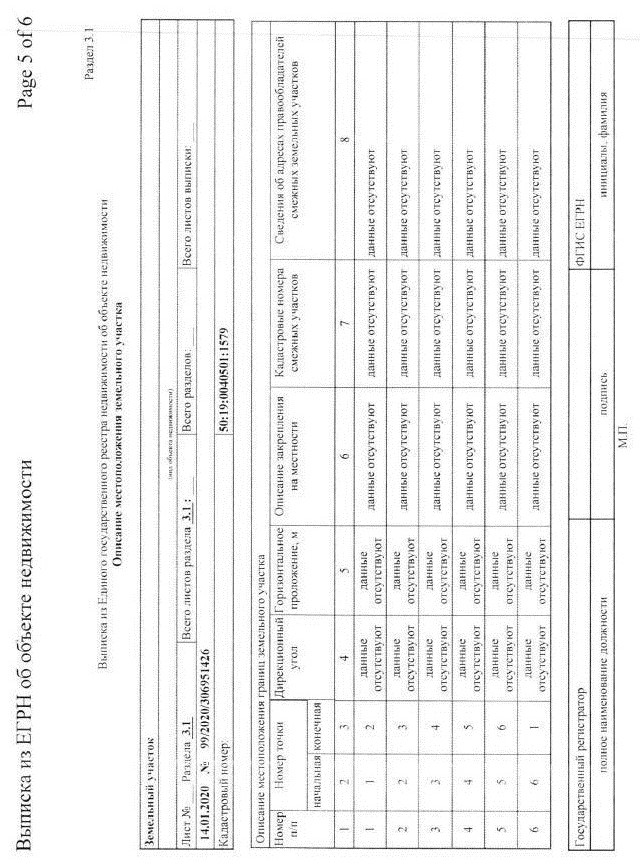 Выписка из ЕГРН об объекте недвижимости Page 5 of 6
Раздел 3.1
Выписка из Единого государственного реестра недвижимости об объекте недвижимости
Описание местоположения земельного участка
Земельный участок
(вид объекта недвижимости)
Лист № Раздела 3.1 Всего листов раздела 3.1 : Всего разделов: Всего листов выписки:
14.01.2020 № 99/2020/306951426
Кадастровый номер: 50:19:0040501:1579
Описание местоположения границ земельного участка
Номер п/п Номер точки Дирекционный угол Горизонтальное проложение, м Описание закрепления на местности Кадастровые номера смежных участков Сведения об адресах правообладателей смежных земельных участков
начальная конечная
1 2 3 4 5 6 7 8
1 1 2 данные отсутствуют данные отсутствуют данные отсутствуют данные отсутствуют данные отсутствуют
2 2 3 данные отсутствуют данные отсутствуют данные отсутствуют данные отсутствуют данные отсутствуют
3 3 4 данные отсутствуют данные отсутствуют данные отсутствуют данные отсутствуют данные отсутствуют
4 4 5 данные отсутствуют данные отсутствуют данные отсутствуют данные отсутствуют данные отсутствуют
5 5 6 данные отсутствуют данные отсутствуют данные отсутствуют данные отсутствуют данные отсутствуют
6 6 1 данные отсутствуют данные отсутствуют данные отсутствуют данные отсутствуют данные отсутствуют
Государственный регистратор ФГИС ЕГРН
полное наименование должности подпись инициалы, фамилия
М.П.